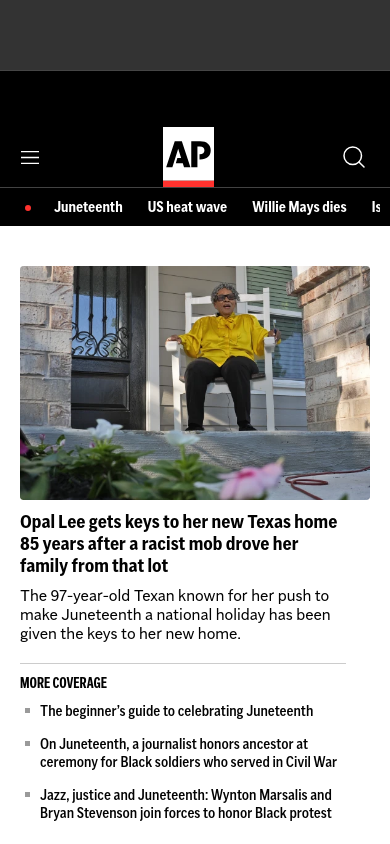 AP
Juneteenth US heat wave Willie Mays dies Is
Opal Lee gets keys to her new Texas home
85 years after a racist mob drove her
family from that lot
The 97-year-old Texan known for her push to
make Juneteenth a national holiday has been
given the keys to her new home.
MORE COVERAGE
The beginner’s guide to celebrating Juneteenth
On Juneteenth, a journalist honors ancestor at
ceremony for Black soldiers who served in Civil War
Jazz, justice and Juneteenth: Wynton Marsalis and
Bryan Stevenson join forces to honor Black protest